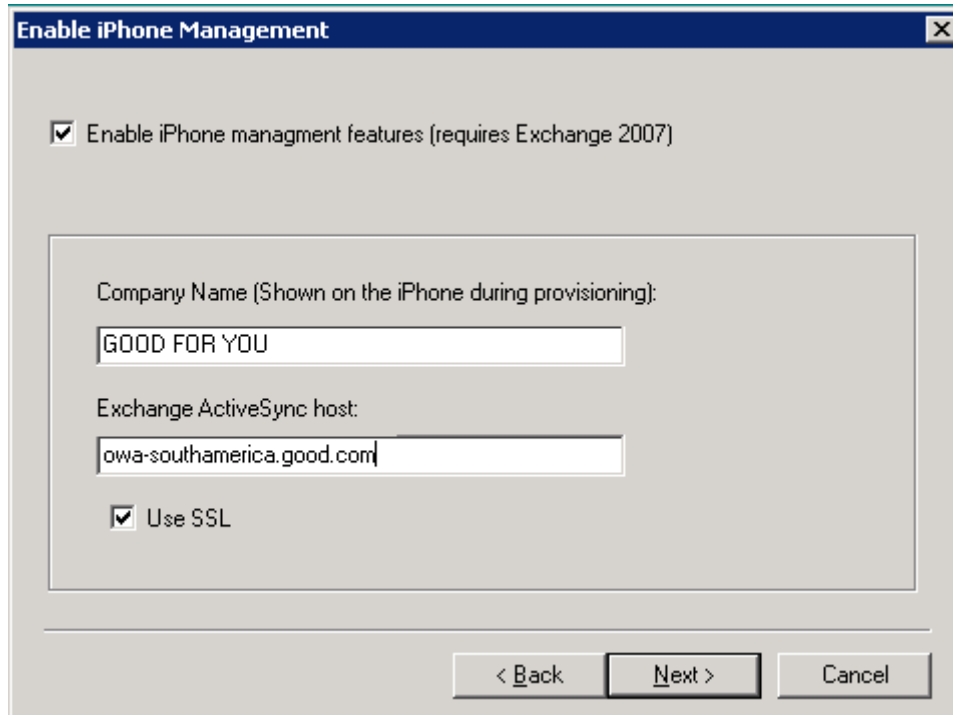 Enable iPhone Management
Enable iPhone managment features (requires Exchange 2007)
Company Name (Shown on the iPhone during provisioning):
GOOD FOR YOU
Exchange ActiveSync host:
owa-southamerica.good.com
Use SSL
< Back Next > Cancel